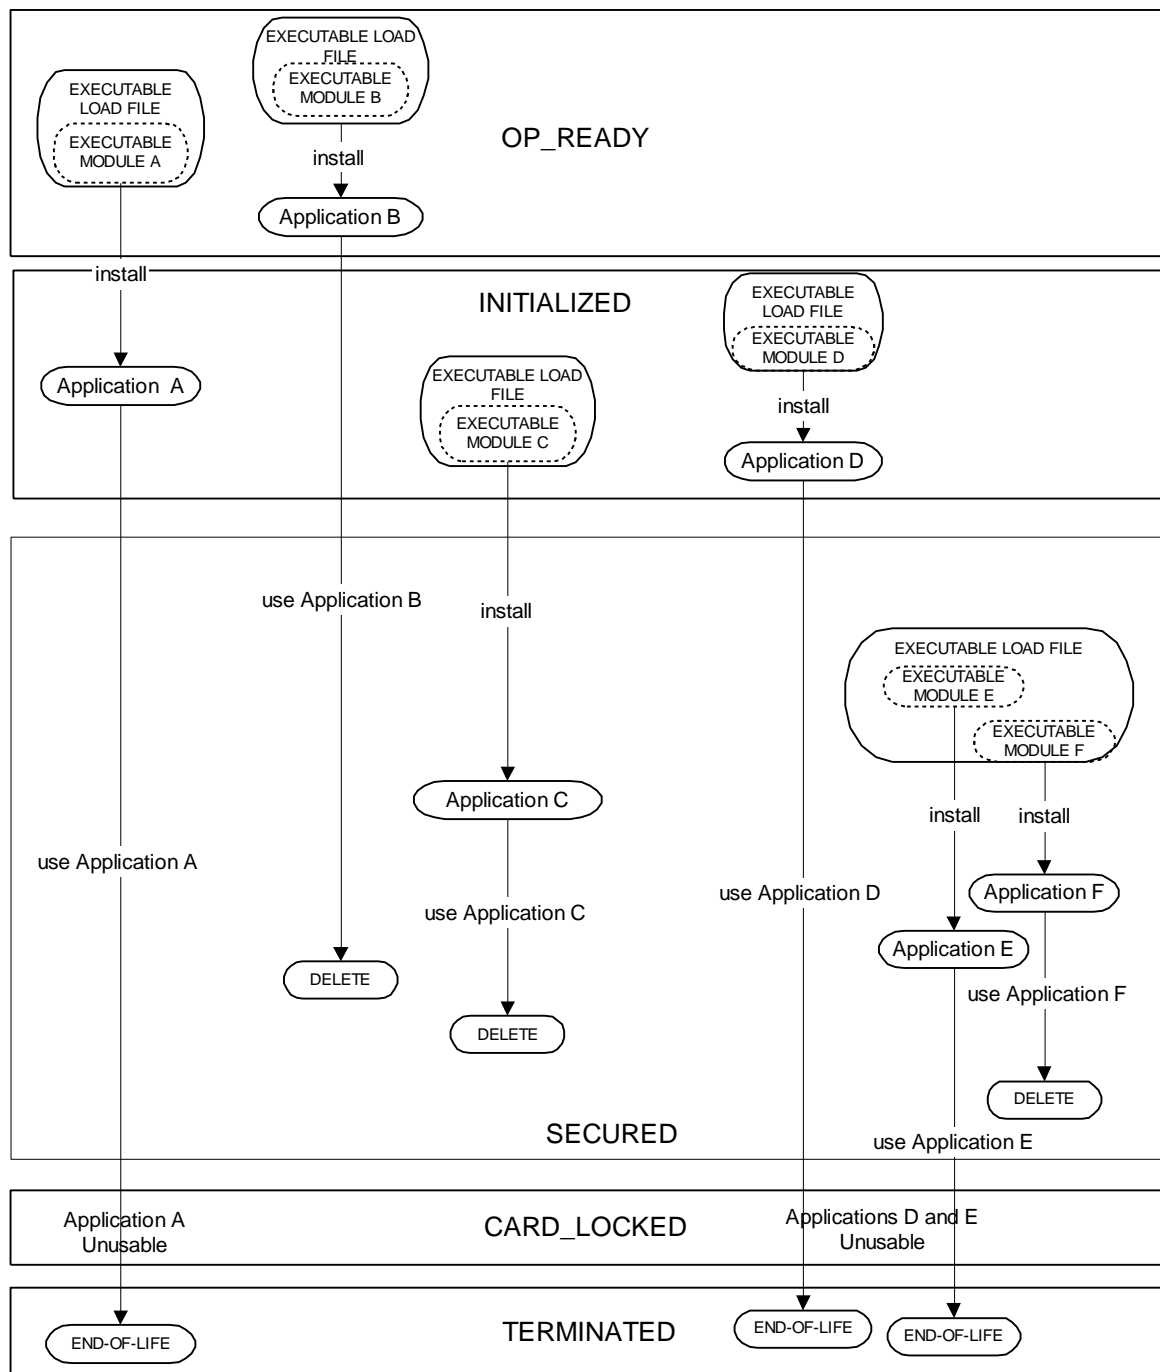 EXECUTABLE LOAD
FILE
EXECUTABLE
MODULE B
EXECUTABLE
LOAD FILE
EXECUTABLE
MODULE A
OP_READY
install
Application B
install
INITIALIZED
EXECUTABLE
LOAD FILE
EXECUTABLE
MODULE D
Application A
EXECUTABLE LOAD
FILE
EXECUTABLE
MODULE C
install
Application D
use Application B
install
EXECUTABLE LOAD FILE
EXECUTABLE
MODULE E
EXECUTABLE
MODULE F
Application C
install
install
use Application A
use Application D
Application F
use Application C
Application E
DELETE
use Application F
DELETE
DELETE
SECURED
use Application E
Application A
Unusable
CARD_LOCKED
Applications D and E
Unusable
END-OF-LIFE
TERMINATED
END-OF-LIFE
END-OF-LIFE